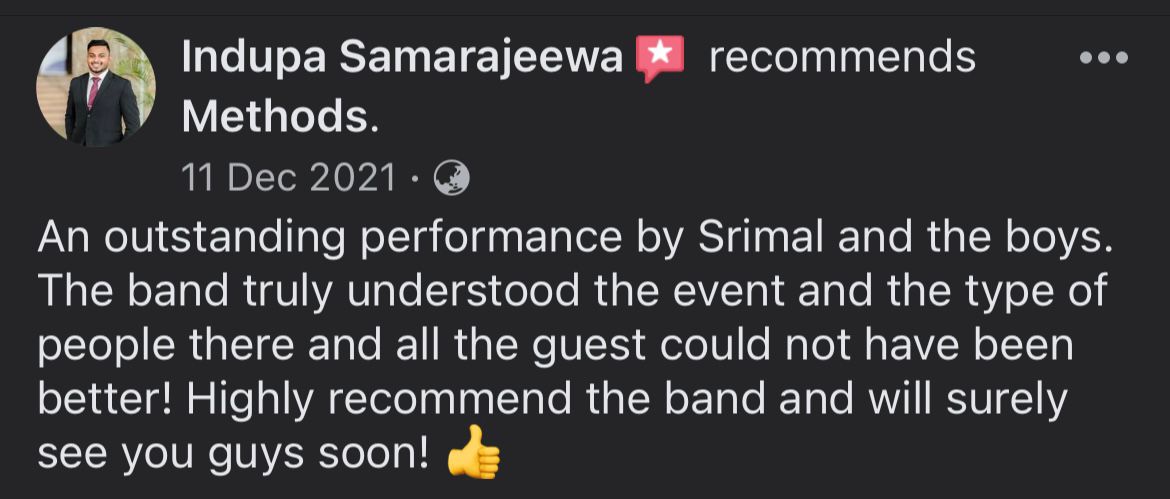 Indupa Samarajeewa recommends
Methods.
11 Dec 2021 ·
An outstanding performance by Srimal and the boys.
The band truly understood the event and the type of
people there and all the guest could not have been
better! Highly recommend the band and will surely
see you guys soon! 👍